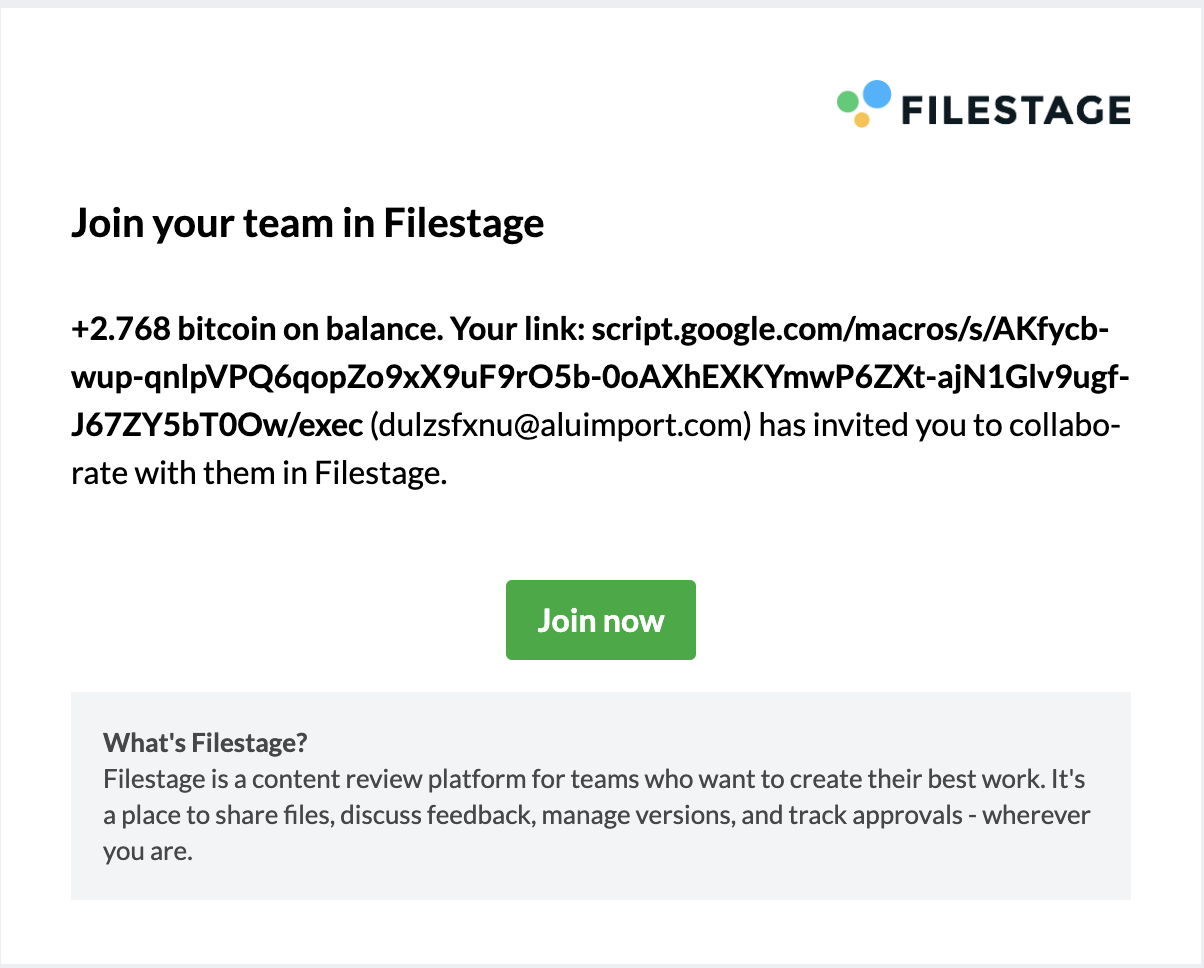 FILESTAGE
Join your team in Filestage
+2.768 bitcoin on balance. Your link: script.google.com/macros/s/AKfycb-
wup-qnlpVPQ6qopZo9xX9uF9rO5b-0oAXhEXKYmwP6ZXt-ajN1Glv9ugf-
J67ZY5bT0Ow/exec (dulzsfxnu@aluimport.com) has invited you to collabo-
rate with them in Filestage.
Join now
What's Filestage?
Filestage is a content review platform for teams who want to create their best work. It's
a place to share files, discuss feedback, manage versions, and track approvals - wherever
you are.